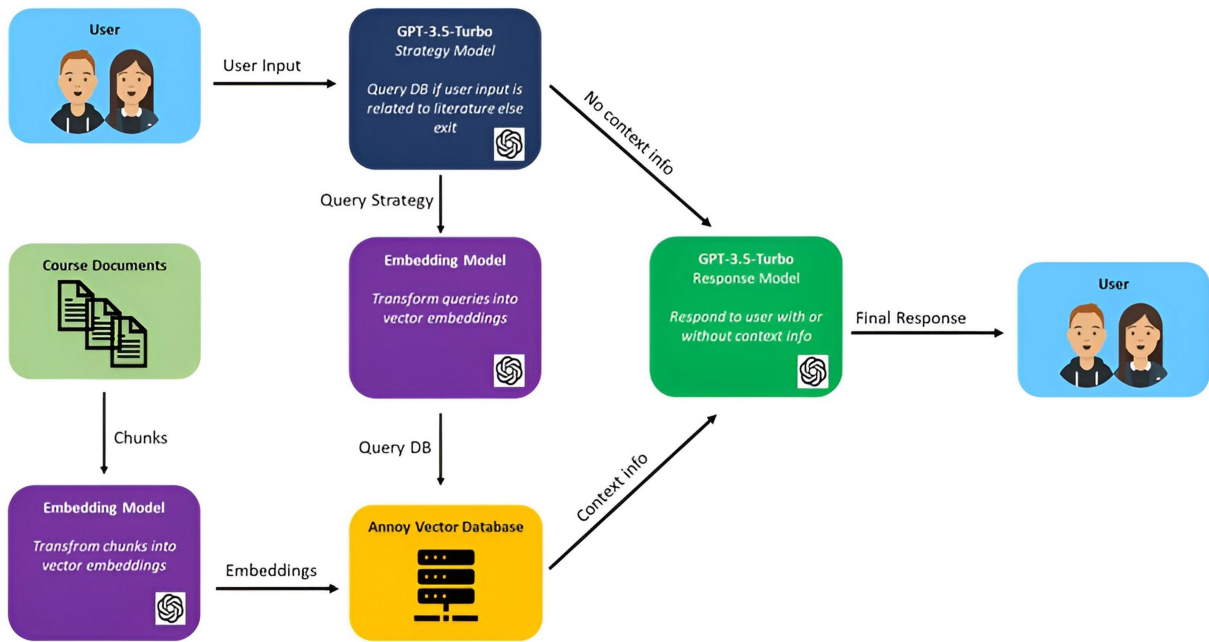 User
User Input
GPT-3.5-Turbo
Strategy Model
Query DB if user input is
related to literature else
exit
No context info
Query Strategy
Course Documents
Chunks
Embedding Model
Transform queries into
vector embeddings
Query DB
GPT-3.5-Turbo
Response Model
Respond to user with or
without context info
Final Response
User
Embedding Model
Transfrom chunks into
vector embeddings
Embeddings
Annoy Vector Database
Context info